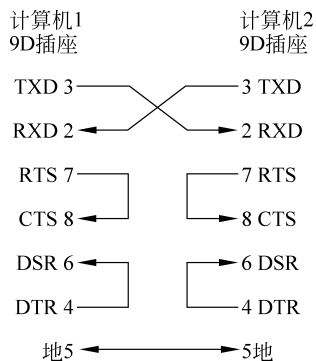 计算机1 计算机2
9D插座 9D插座
TXD 3 3 TXD
RXD 2 2 RXD
RTS 7 7 RTS
CTS 8 8 CTS
DSR 6 6 DSR
DTR 4 4 DTR
地5 5地